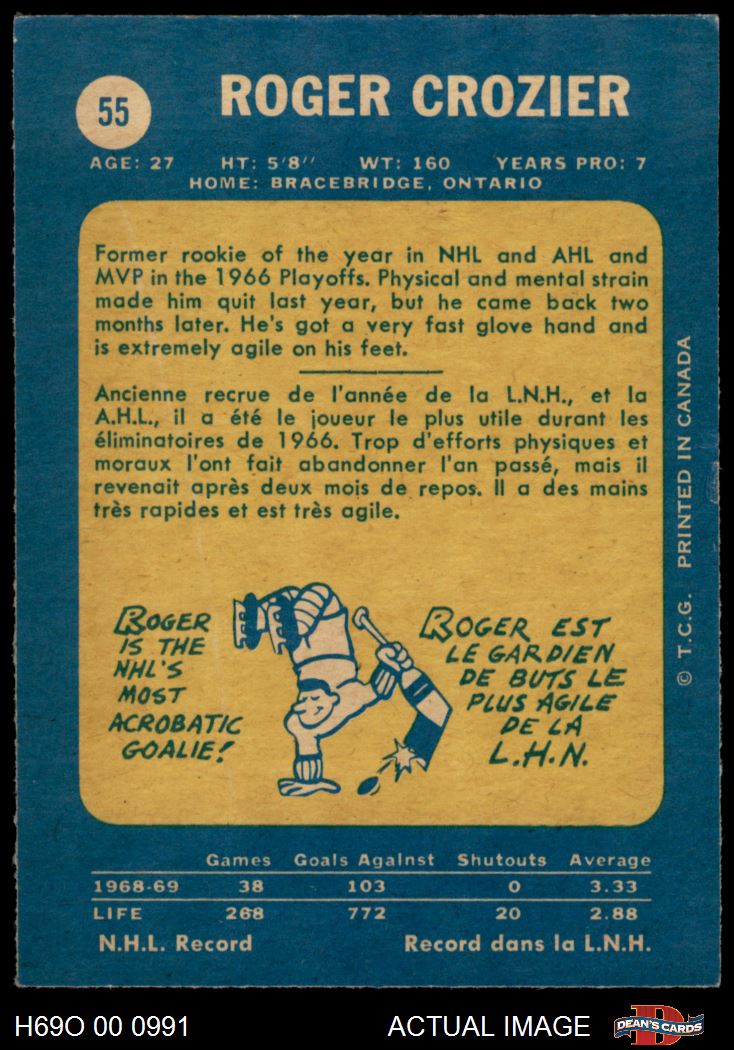 55
ROGER CROZIER
AGE: 27 HT: 5'8'' WT: 160 YEARS PRO: 7
HOME: BRACEBRIDGE, ONTARIO
Former rookie of the year in NHL and AHL and
MVP in the 1966 Playoffs. Physical and mental strain
made him quit last year, but he came back two
months later. He's got a very fast glove hand and
is extremely agile on his feet.
Ancienne recrue de l'année de la L.N.H., et la
A.H.L., il a été le joueur le plus utile durant les
éliminatoires de 1966. Trop d'efforts physiques et
moraux l'ont fait abandonner l'an passé, mais il
revenait après deux mois de repos. Il a des mains
très rapides et est très agile.
ROGER
IS THE
NHL'S
MOST
ACROBATIC
GOALIE!
ROGER EST
LE GARDIEN
DE BUTS LE
PLUS AGILE
DE LA
L.H.N.
© T.C.G. PRINTED IN CANADA
Games Goals Against Shutouts Average
1968-69 38 103 0 3.33
LIFE 268 772 20 2.88
N.H.L. Record Record dans la L.N.H.
H69O 00 0991 ACTUAL IMAGE
D
DEAN'S CARDS